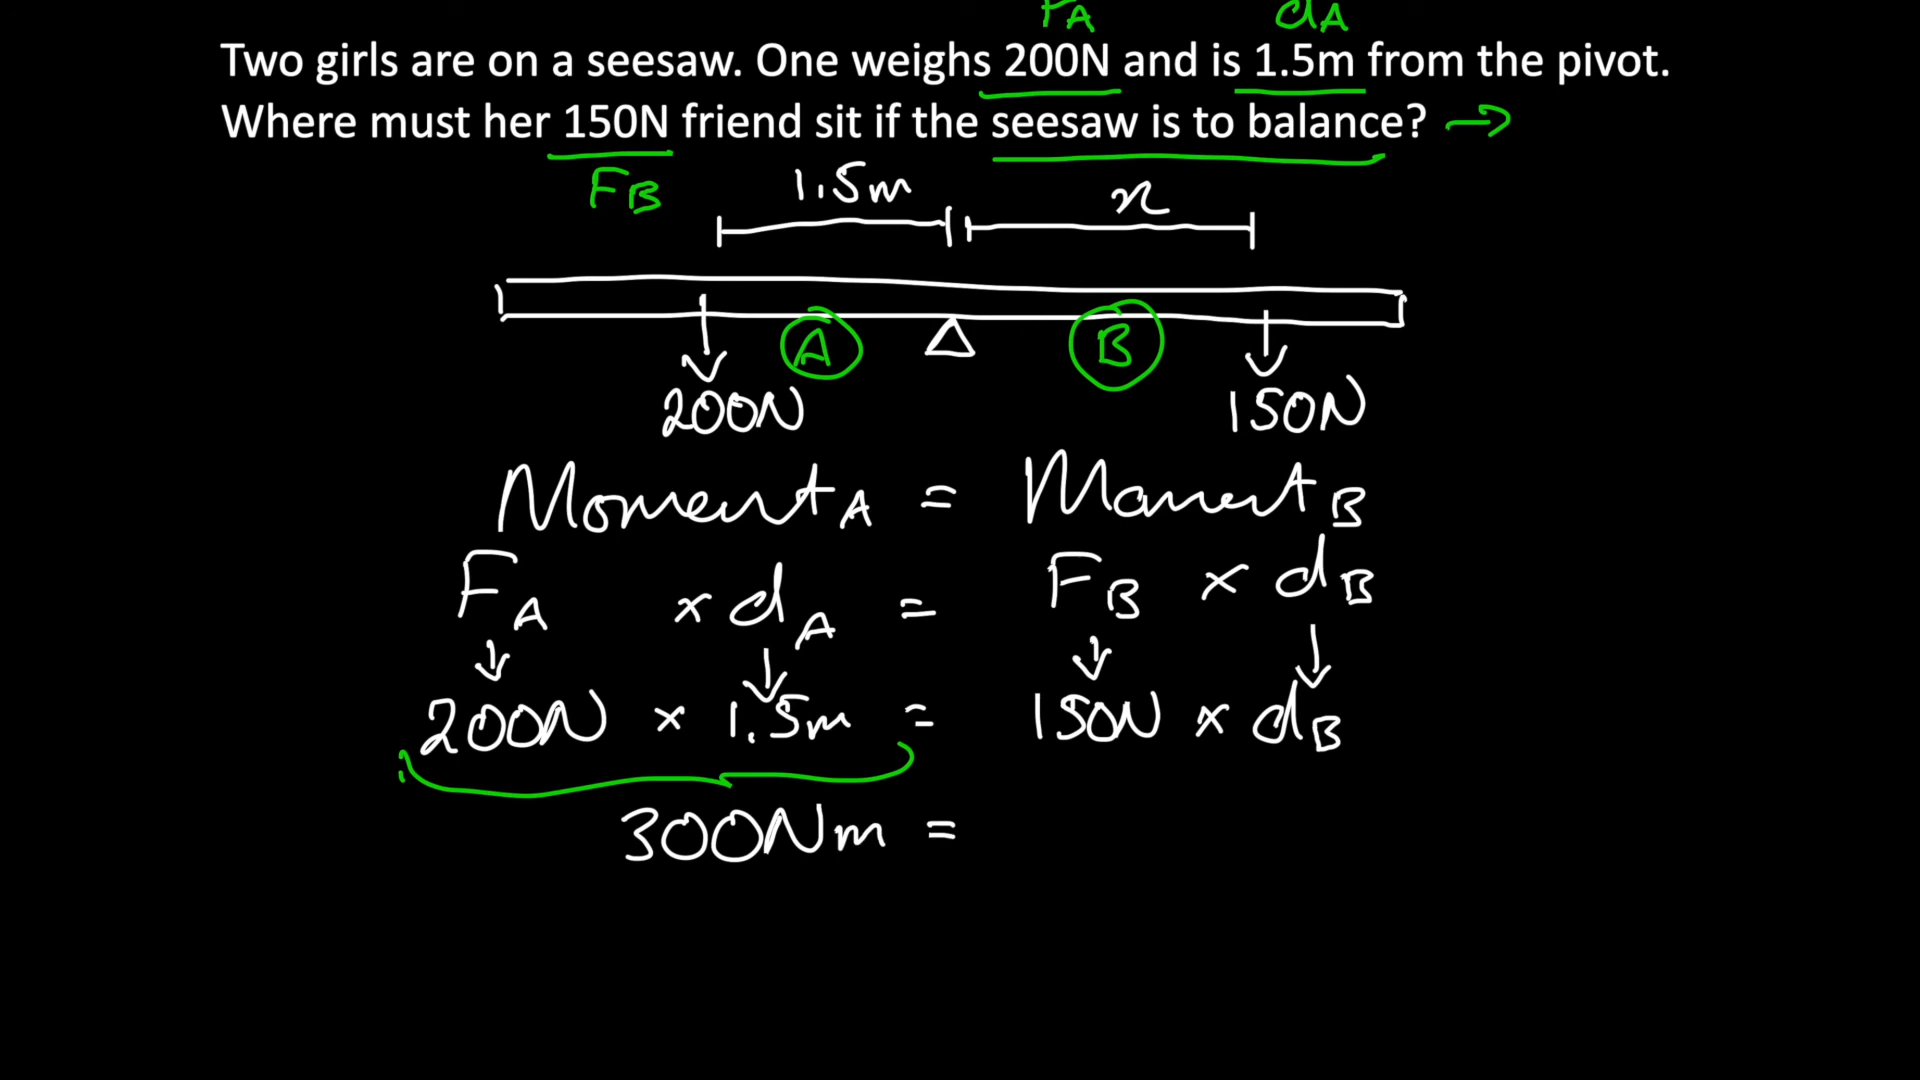 FA dA
Two girls are on a seesaw. One weighs 200N and is 1.5m from the pivot.
Where must her 150N friend sit if the seesaw is to balance? →
FB 1.5m x
A B
200N 150N
MomentA = MomentB
FA × dA = FB × dB
200N × 1.5m = 150N × dB
300Nm =